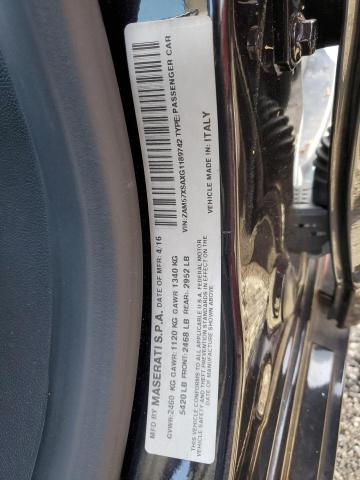 MFD BY MASERATI S.P.A. DATE OF MFR: 4/16
GVWR:2460 KG GAWR:1120 KG GAWR 1340 KG
5420 LB FRONT:2468 LB REAR: 2952 LB
THIS VEHICLE CONFORMS TO ALL APPLICABLE U.S.A. FEDERAL MOTOR
VEHICLE SAFETY AND THEFT PREVENTION STANDARDS IN EFFECT ON THE
DATE OF MANUFACTURE SHOWN ABOVE.
VIN:ZAM57XSAXG1189742 TYPE:PASSENGER CAR
VEHICLE MADE IN: ITALY